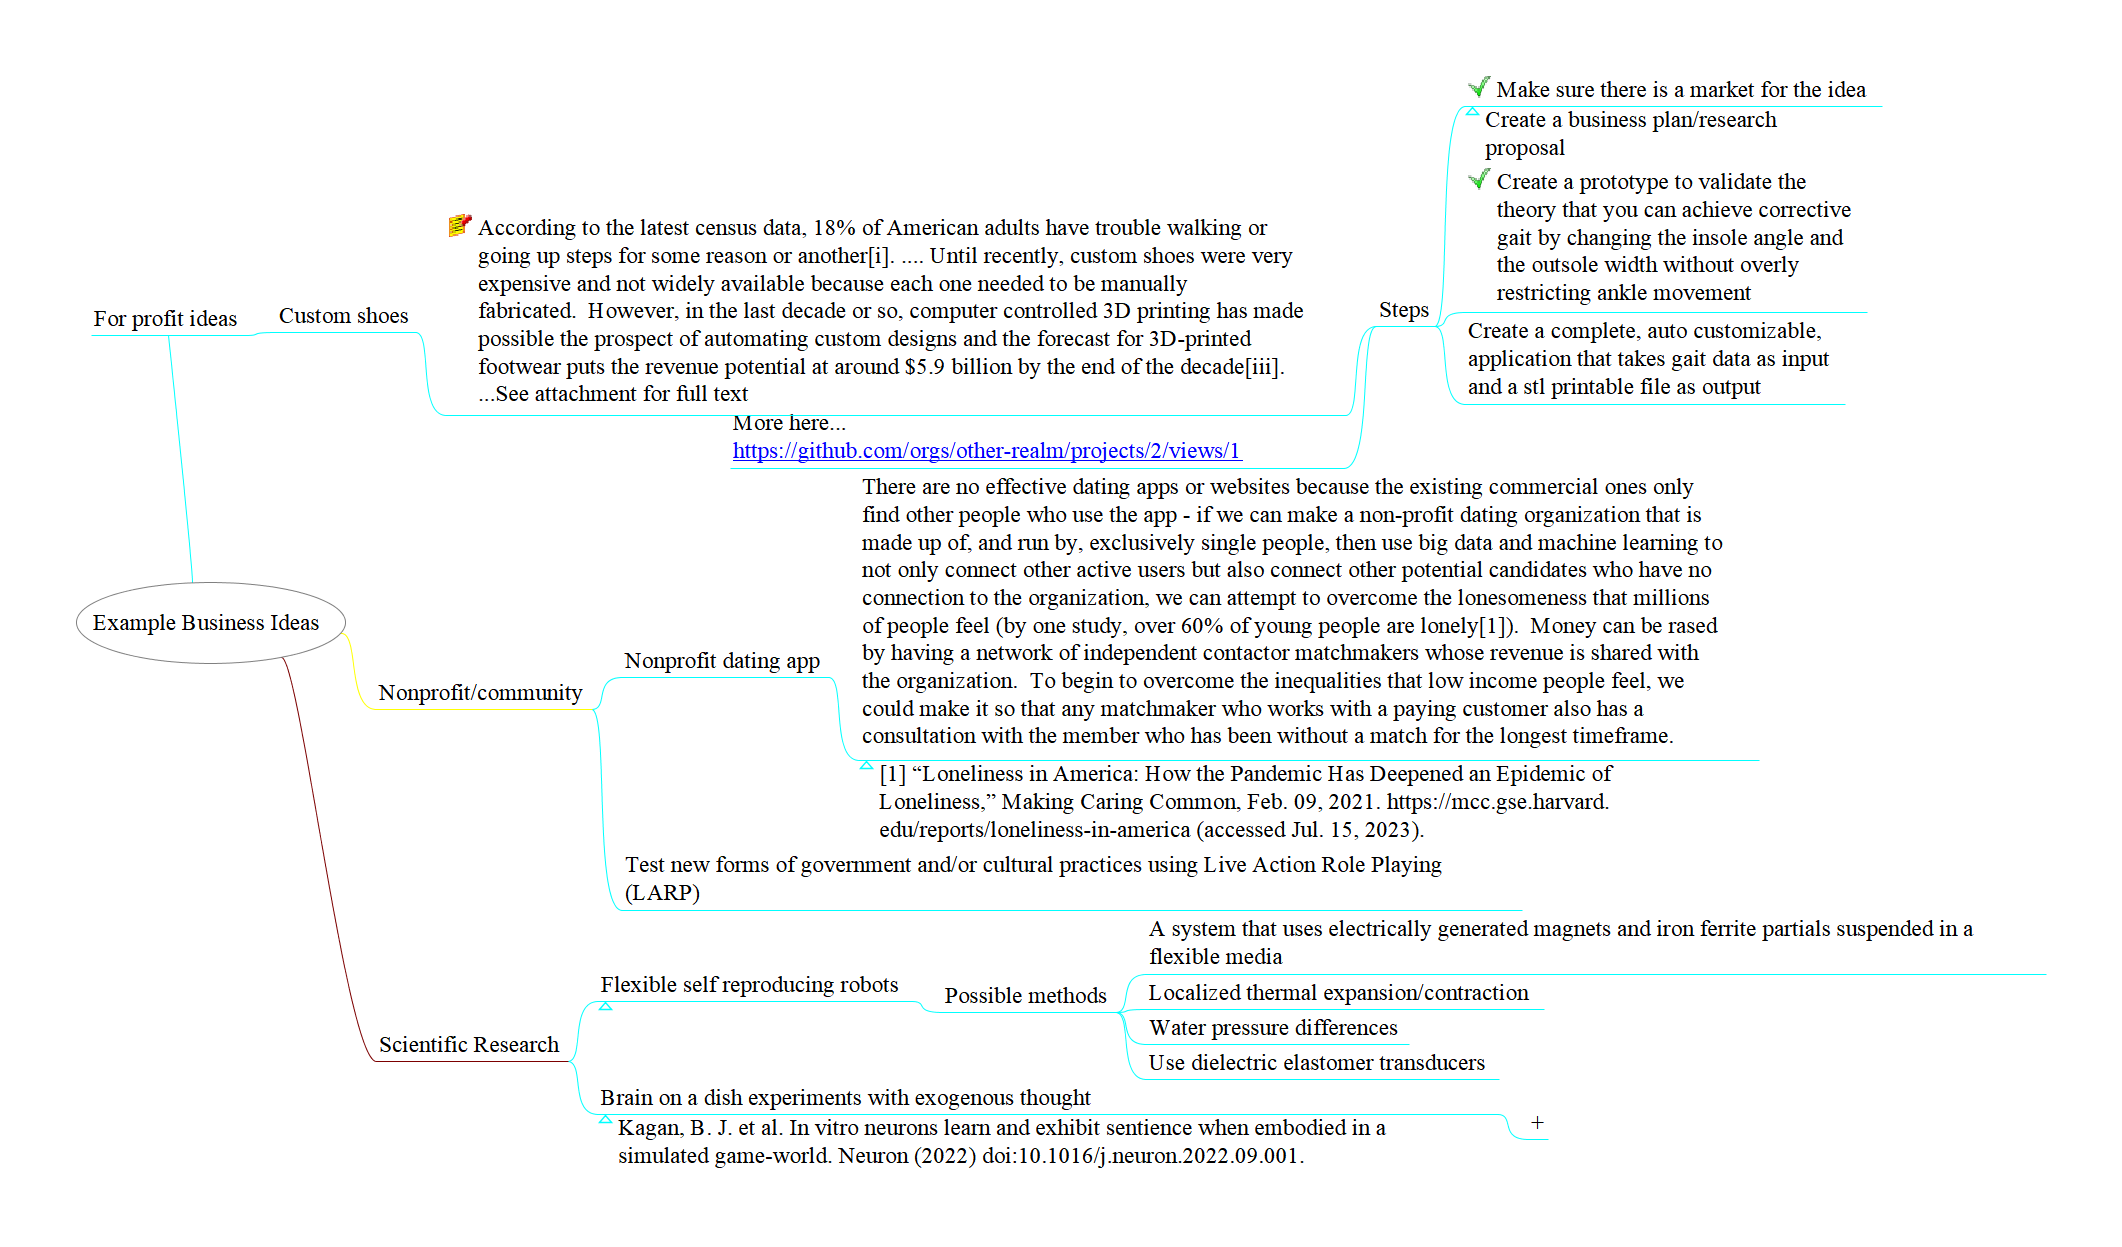 Make sure there is a market for the idea
Create a business plan/research
proposal
Create a prototype to validate the
theory that you can achieve corrective
gait by changing the insole angle and
the outsole width without overly
restricting ankle movement
Steps
Create a complete, auto customizable,
application that takes gait data as input
and a stl printable file as output
For profit ideas
Custom shoes
According to the latest census data, 18% of American adults have trouble walking or
going up steps for some reason or another[i]. .... Until recently, custom shoes were very
expensive and not widely available because each one needed to be manually
fabricated.  However, in the last decade or so, computer controlled 3D printing has made
possible the prospect of automating custom designs and the forecast for 3D-printed
footwear puts the revenue potential at around $5.9 billion by the end of the decade[iii].
...See attachment for full text
More here...
https://github.com/orgs/other-realm/projects/2/views/1
Example Business Ideas
Nonprofit/community
Nonprofit dating app
There are no effective dating apps or websites because the existing commercial ones only
find other people who use the app - if we can make a non-profit dating organization that is
made up of, and run by, exclusively single people, then use big data and machine learning to
not only connect other active users but also connect other potential candidates who have no
connection to the organization, we can attempt to overcome the lonesomeness that millions
of people feel (by one study, over 60% of young people are lonely[1]).  Money can be rased
by having a network of independent contactor matchmakers whose revenue is shared with
the organization.  To begin to overcome the inequalities that low income people feel, we
could make it so that any matchmaker who works with a paying customer also has a
consultation with the member who has been without a match for the longest timeframe.
[1] “Loneliness in America: How the Pandemic Has Deepened an Epidemic of
Loneliness,” Making Caring Common, Feb. 09, 2021. https://mcc.gse.harvard.
edu/reports/loneliness-in-america (accessed Jul. 15, 2023).
Test new forms of government and/or cultural practices using Live Action Role Playing
(LARP)
Scientific Research
Flexible self reproducing robots
Possible methods
A system that uses electrically generated magnets and iron ferrite partials suspended in a
flexible media
Localized thermal expansion/contraction
Water pressure differences
Use dielectric elastomer transducers
Brain on a dish experiments with exogenous thought
Kagan, B. J. et al. In vitro neurons learn and exhibit sentience when embodied in a
simulated game-world. Neuron (2022) doi:10.1016/j.neuron.2022.09.001.
+